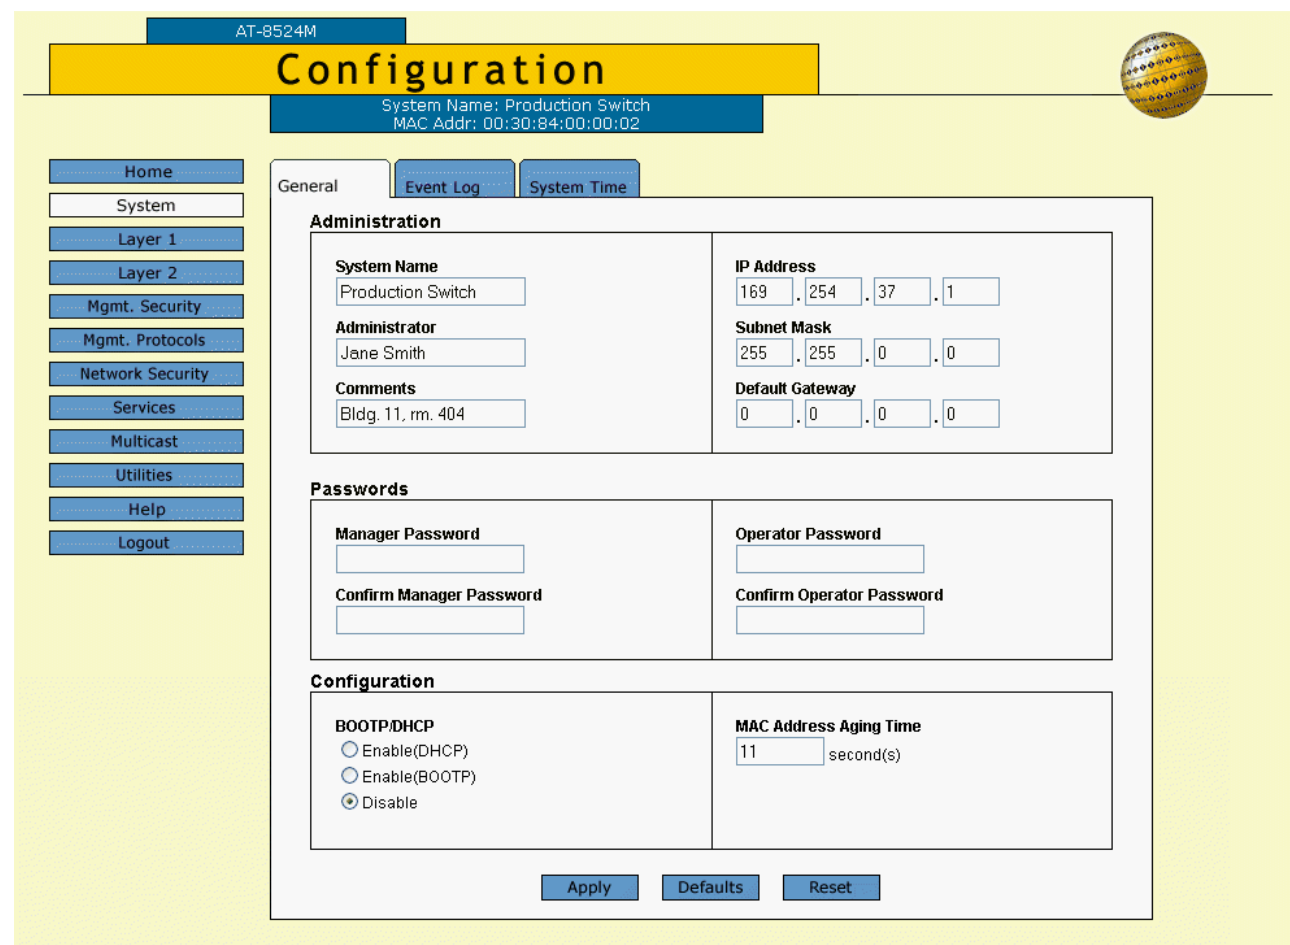 AT-8524M
Configuration
System Name: Production Switch
MAC Addr: 00:30:84:00:00:02
Home
System
Layer 1
Layer 2
Mgmt. Security
Mgmt. Protocols
Network Security
Services
Multicast
Utilities
Help
Logout
General
Event Log
System Time
Administration
System Name
Production Switch
Administrator
Jane Smith
Comments
Bldg. 11, rm. 404
IP Address
169 . 254 . 37 . 1
Subnet Mask
255 . 255 . 0 . 0
Default Gateway
0 . 0 . 0 . 0
Passwords
Manager Password
Confirm Manager Password
Operator Password
Confirm Operator Password
Configuration
BOOTP/DHCP
Enable(DHCP)
Enable(BOOTP)
Disable
MAC Address Aging Time
11 second(s)
Apply
Defaults
Reset